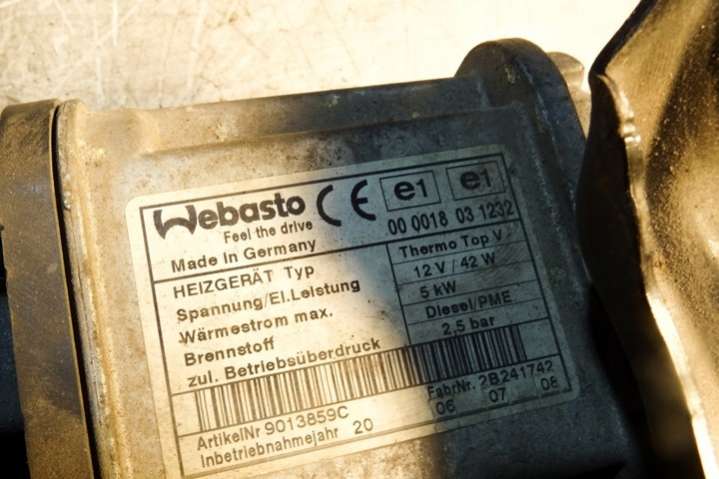 Webasto CE e1 e1
Feel the drive
00 0018 03 1232
Made in Germany
HEIZGERÄT Typ Thermo Top V
Spannung/El.Leistung 12 V / 42 W
Wärmestrom max. 5 kW
Brennstoff Diesel/PME
zul. Betriebsüberdruck 2,5 bar
ArtikelNr 9013859C FabrNr. 2B241742
Inbetriebnahmejahr 20 06 07 08